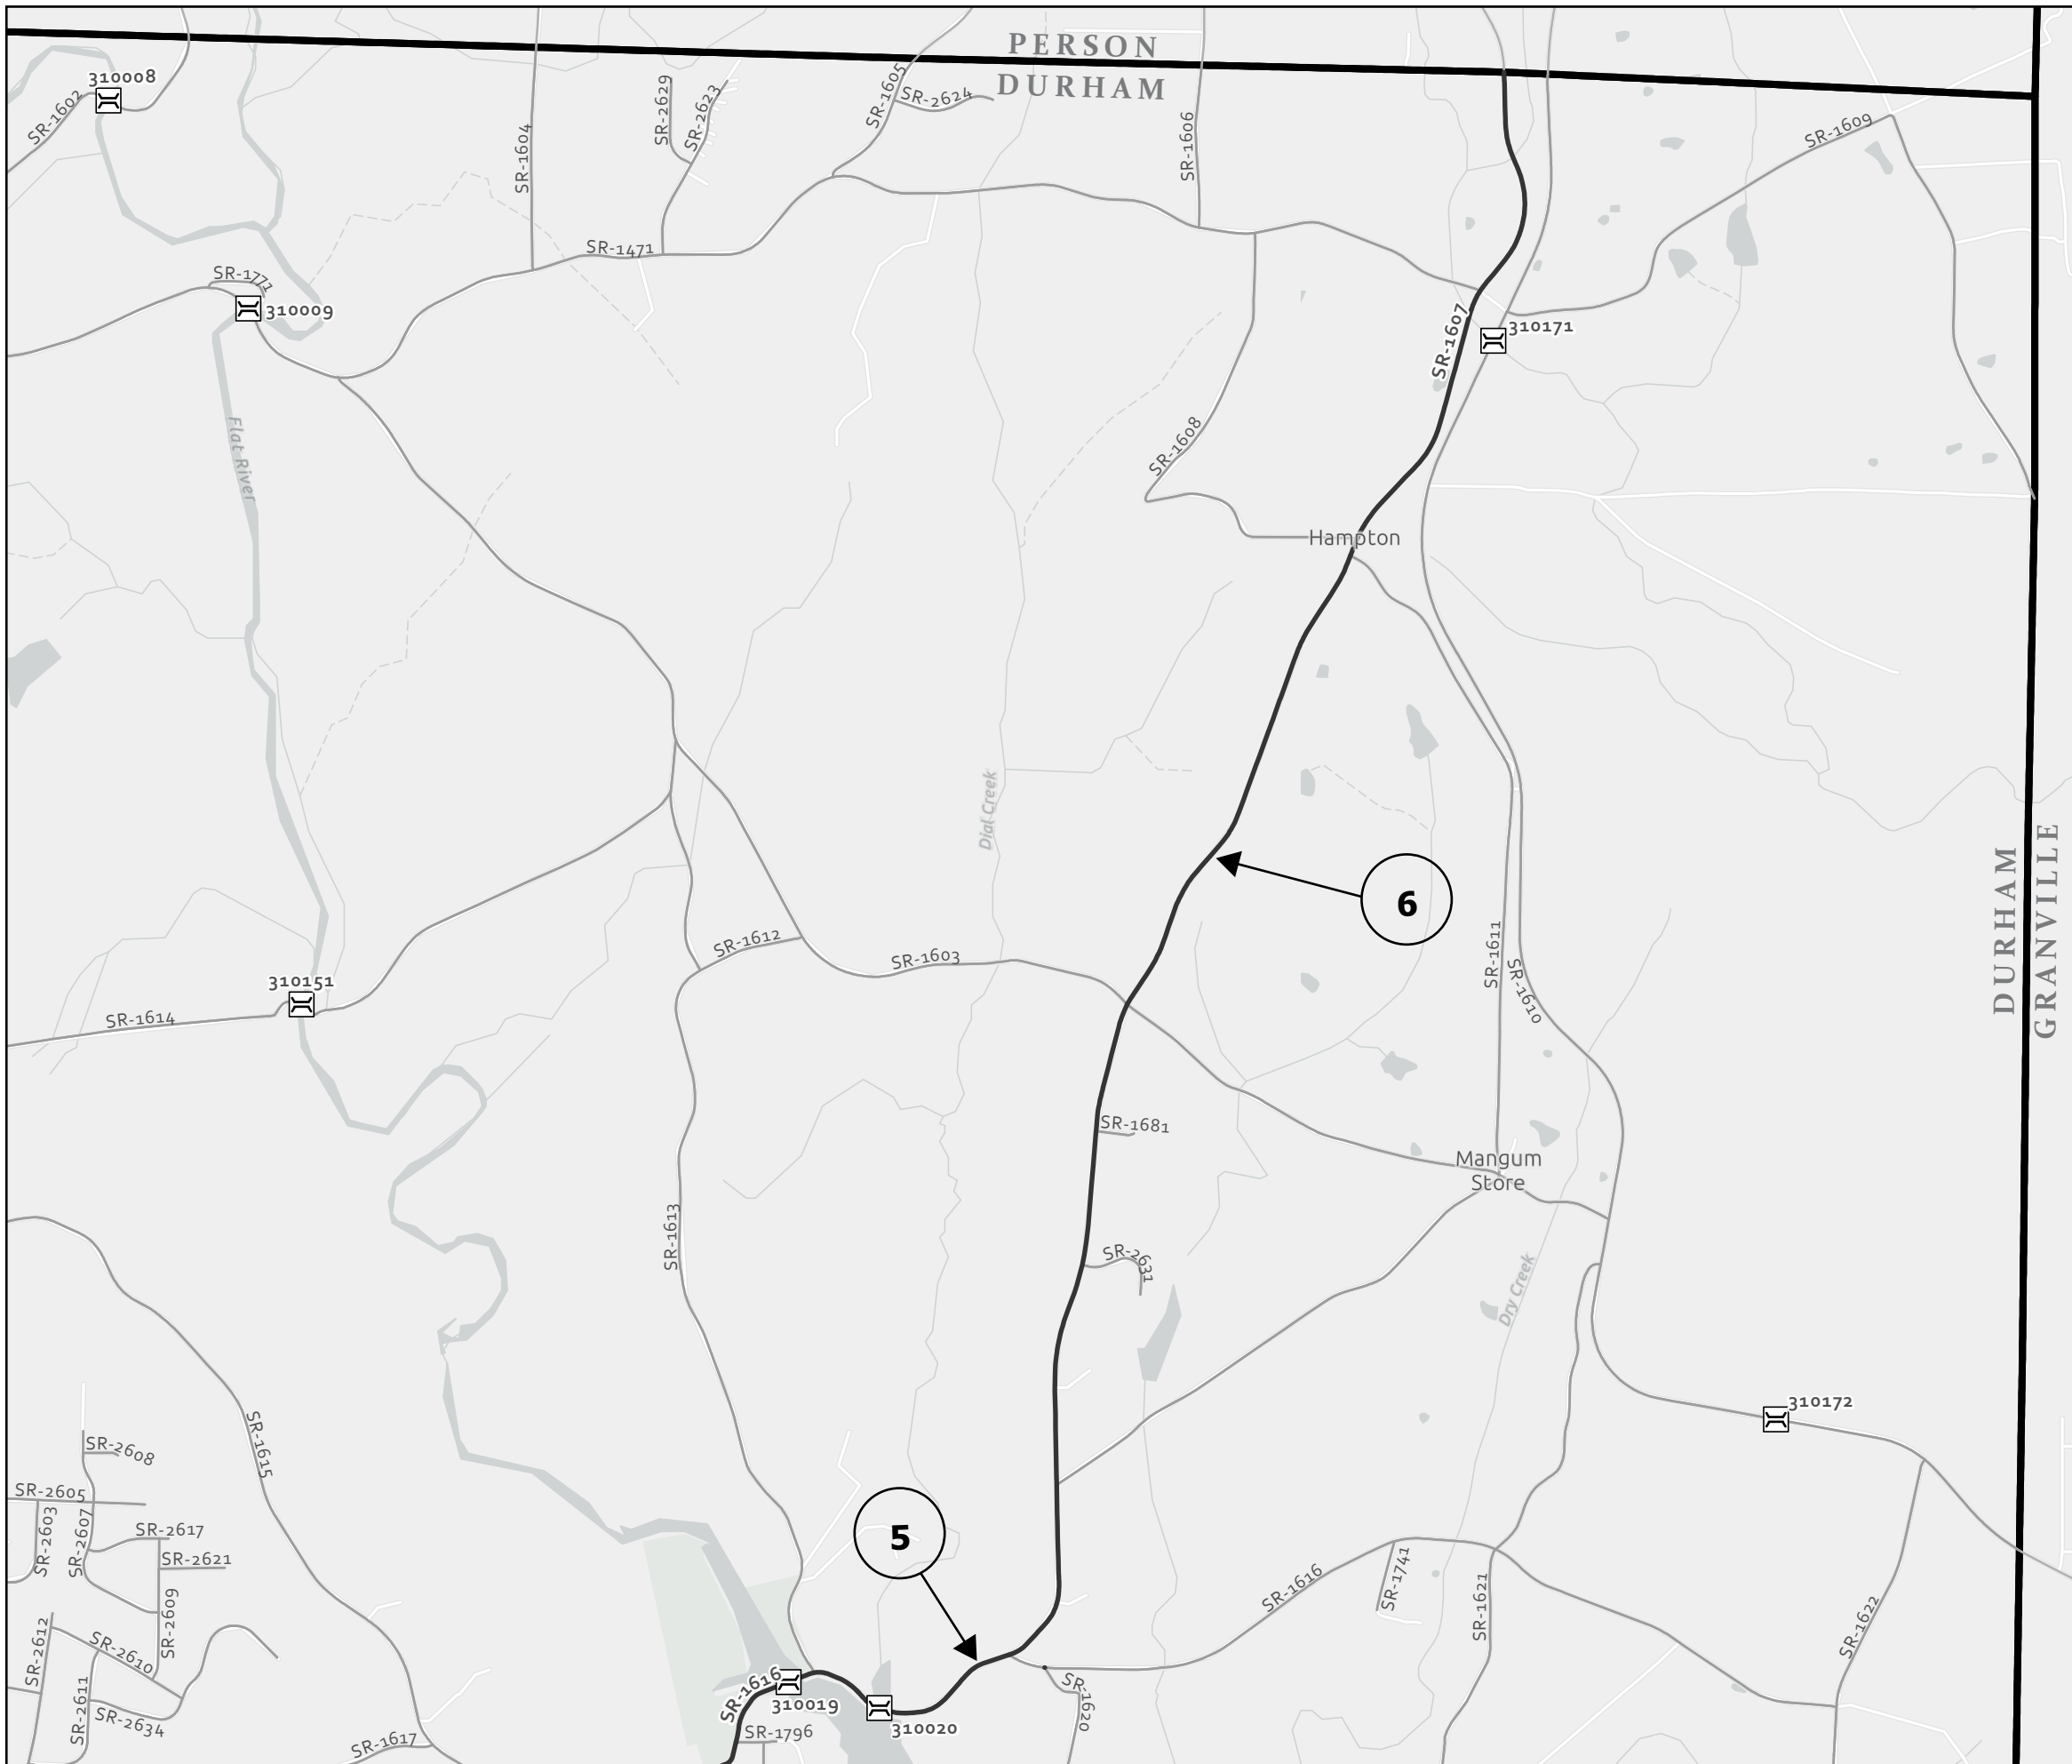 PERSON
DURHAM
310008
SR-1602
SR-1604
SR-2629
SR-2623
SR-1605
SR-2624
SR-1606
SR-1609
SR-1471
SR-1771
310009
SR-1607
310171
Flat River
SR-1608
Hampton
Dial Creek
6
DURHAM
GRANVILLE
SR-1612
SR-1603
SR-1611
SR-1610
310151
SR-1614
SR-1681
Mangum
Store
SR-1613
SR-2631
Dry Creek
310172
SR-1615
SR-2608
SR-2605
SR-2603
SR-2607
SR-2617
SR-2621
SR-2609
5
SR-1616
SR-1741
SR-1621
SR-1622
SR-2612
SR-2610
SR-2611
SR-2634
SR-1617
SR-1616
310019
310020
SR-1620
SR-1796